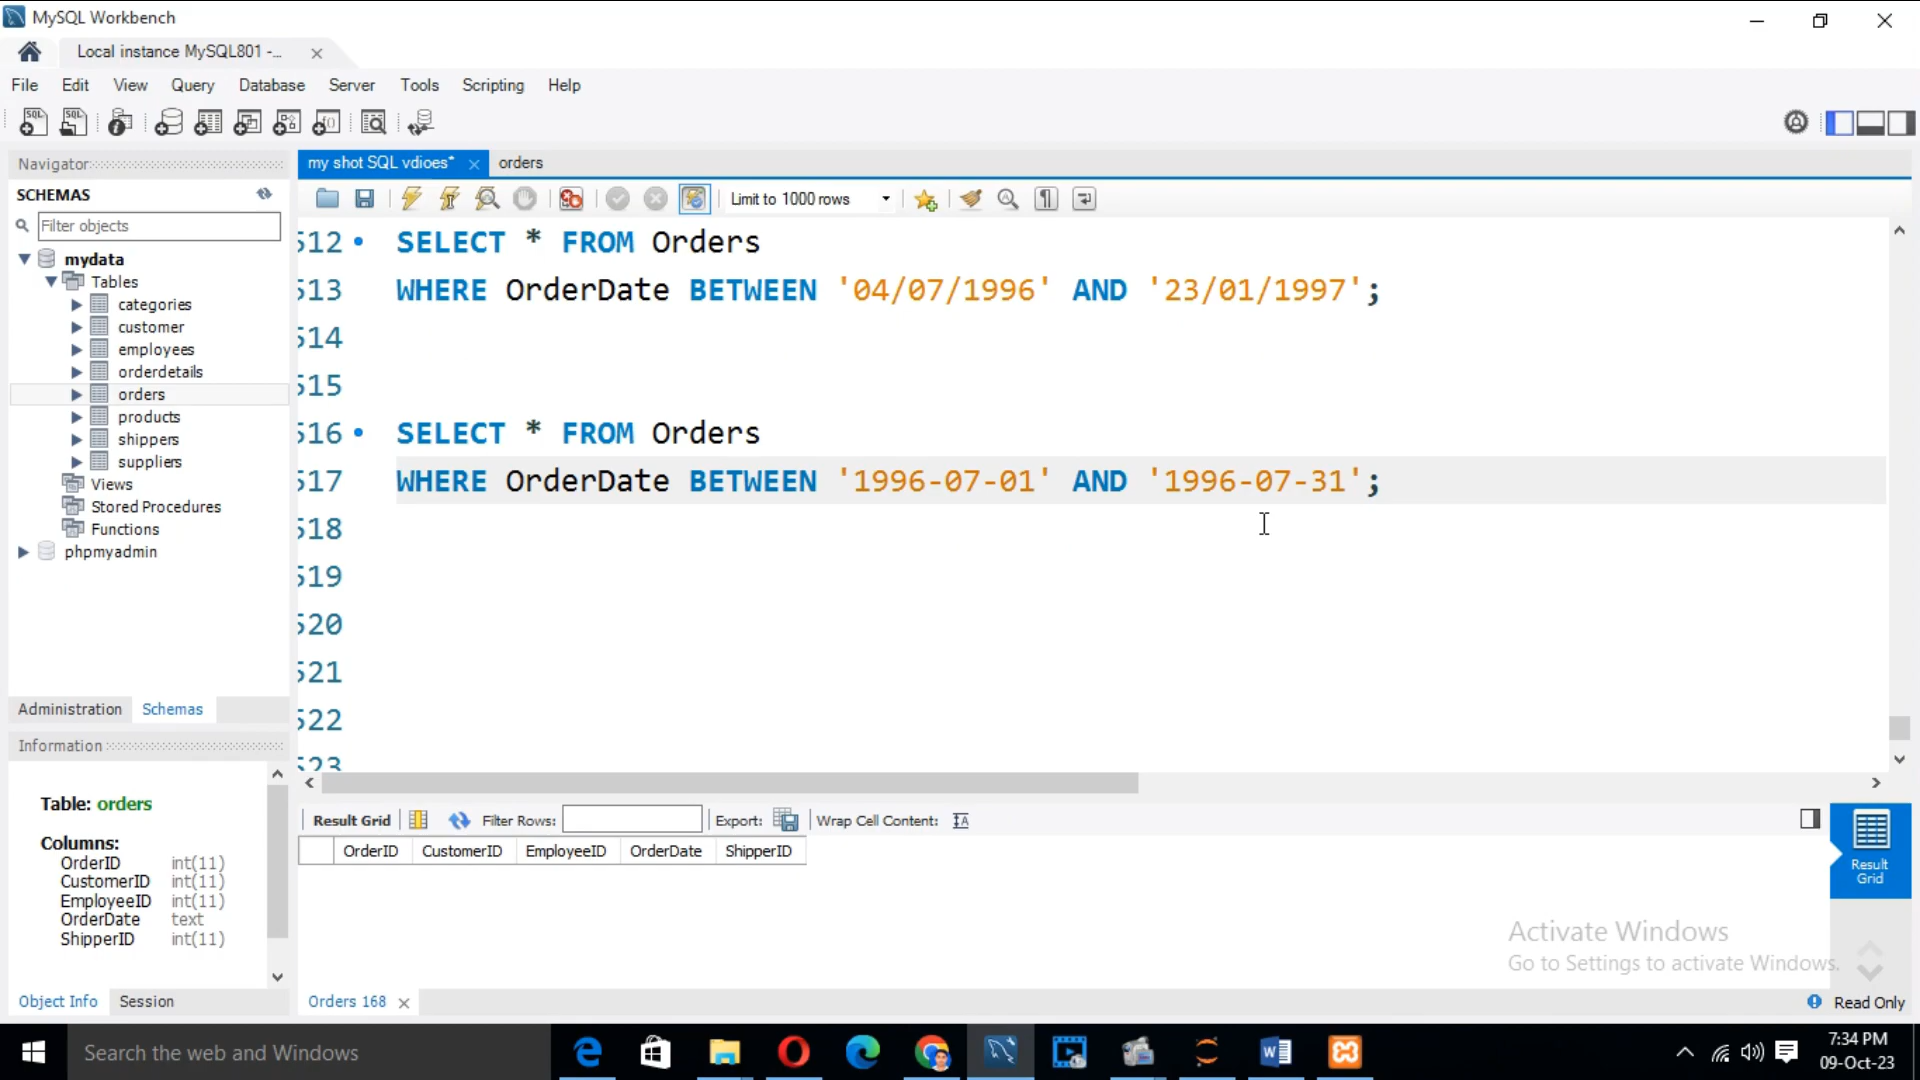 MySQL Workbench
Local instance MySQL801 -...
File Edit View Query Database Server Tools Scripting Help
Navigator
my shot SQL vdioes* orders
SCHEMAS
Limit to 1000 rows
Filter objects
mydata
Tables
categories
customer
employees
orderdetails
orders
products
shippers
suppliers
Views
Stored Procedures
Functions
phpmyadmin
512 SELECT * FROM Orders
513 WHERE OrderDate BETWEEN '04/07/1996' AND '23/01/1997';
514
515
516 SELECT * FROM Orders
517 WHERE OrderDate BETWEEN '1996-07-01' AND '1996-07-31';
518
519
520
521
522
523
Administration Schemas
Information
Table: orders
Columns:
OrderID int(11)
CustomerID int(11)
EmployeeID int(11)
OrderDate text
ShipperID int(11)
Object Info Session
Result Grid Filter Rows: Export: Wrap Cell Content:
OrderID CustomerID EmployeeID OrderDate ShipperID
Result
Grid
Activate Windows
Go to Settings to activate Windows.
Orders 168
Read Only
Search the web and Windows
7:34 PM
09-Oct-23